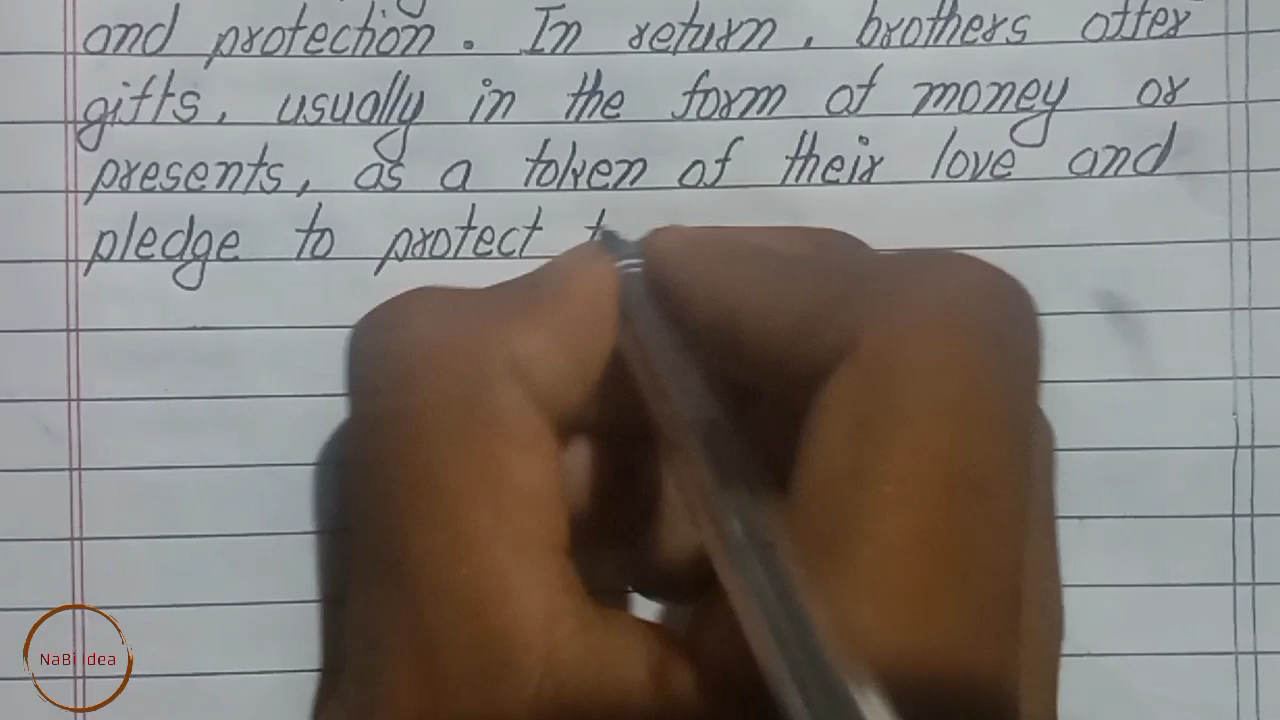 and protection. In return, brothers offer
gifts, usually in the form of money or
presents, as a token of their love and
pledge to protect
NaBi Idea